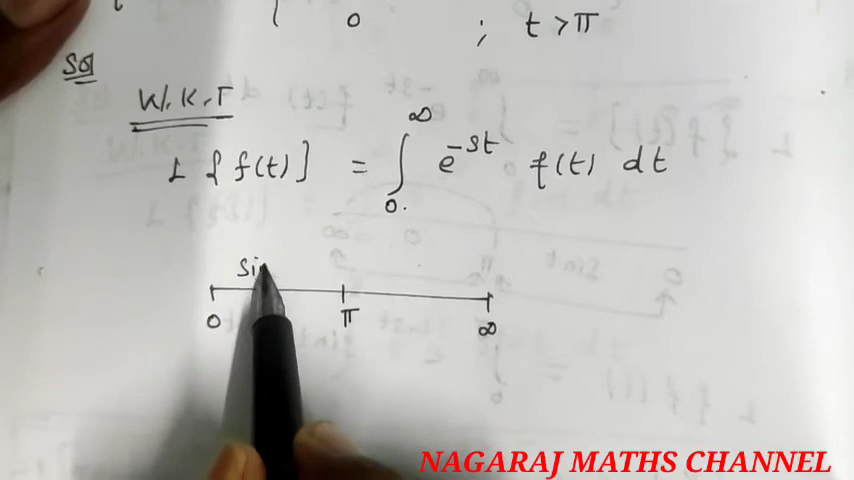 0 ; t > π
Sol
W.K.T
L { f(t) } = ∫₀^∞ e^-st f(t) dt
Si
0 π ∞
NAGARAJ MATHS CHANNEL